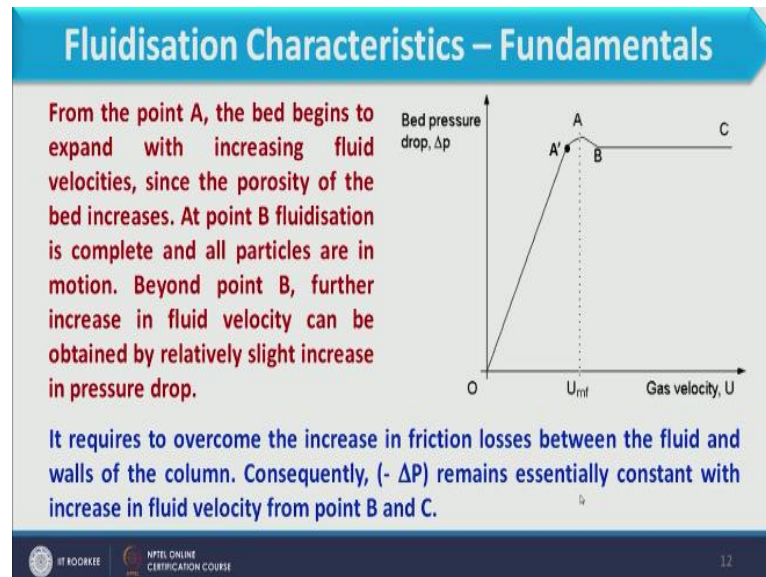 Fluidisation Characteristics – Fundamentals
From the point A, the bed begins to
expand with increasing fluid
velocities, since the porosity of the
bed increases. At point B fluidisation
is complete and all particles are in
motion. Beyond point B, further
increase in fluid velocity can be
obtained by relatively slight increase
in pressure drop.
Bed pressure
drop, Δp
A
A'
B
C
O
Umf
Gas velocity, U
It requires to overcome the increase in friction losses between the fluid and
walls of the column. Consequently, (- ΔP) remains essentially constant with
increase in fluid velocity from point B and C.
IIT ROORKEE
NPTEL ONLINE
CERTIFICATION COURSE
12